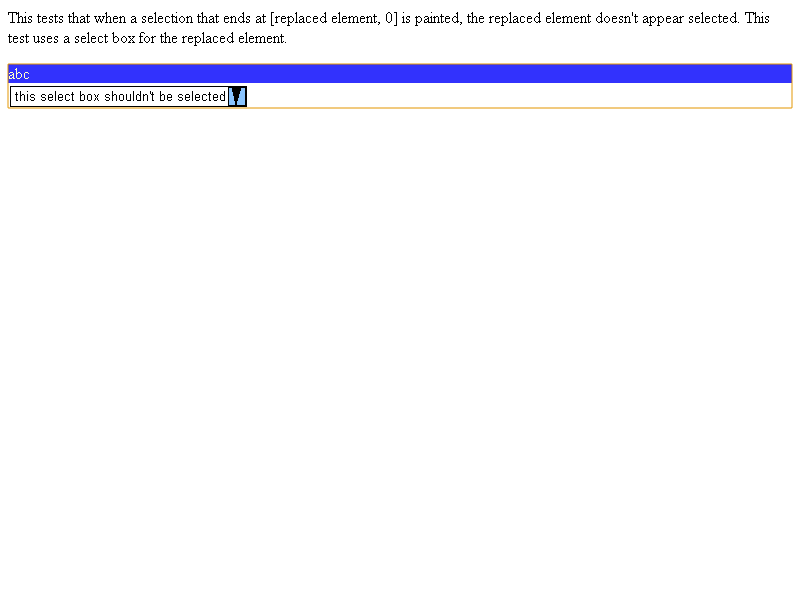 This tests that when a selection that ends at [replaced element, 0] is painted, the replaced element doesn't appear selected. This
test uses a select box for the replaced element.
abc
this select box shouldn't be selected